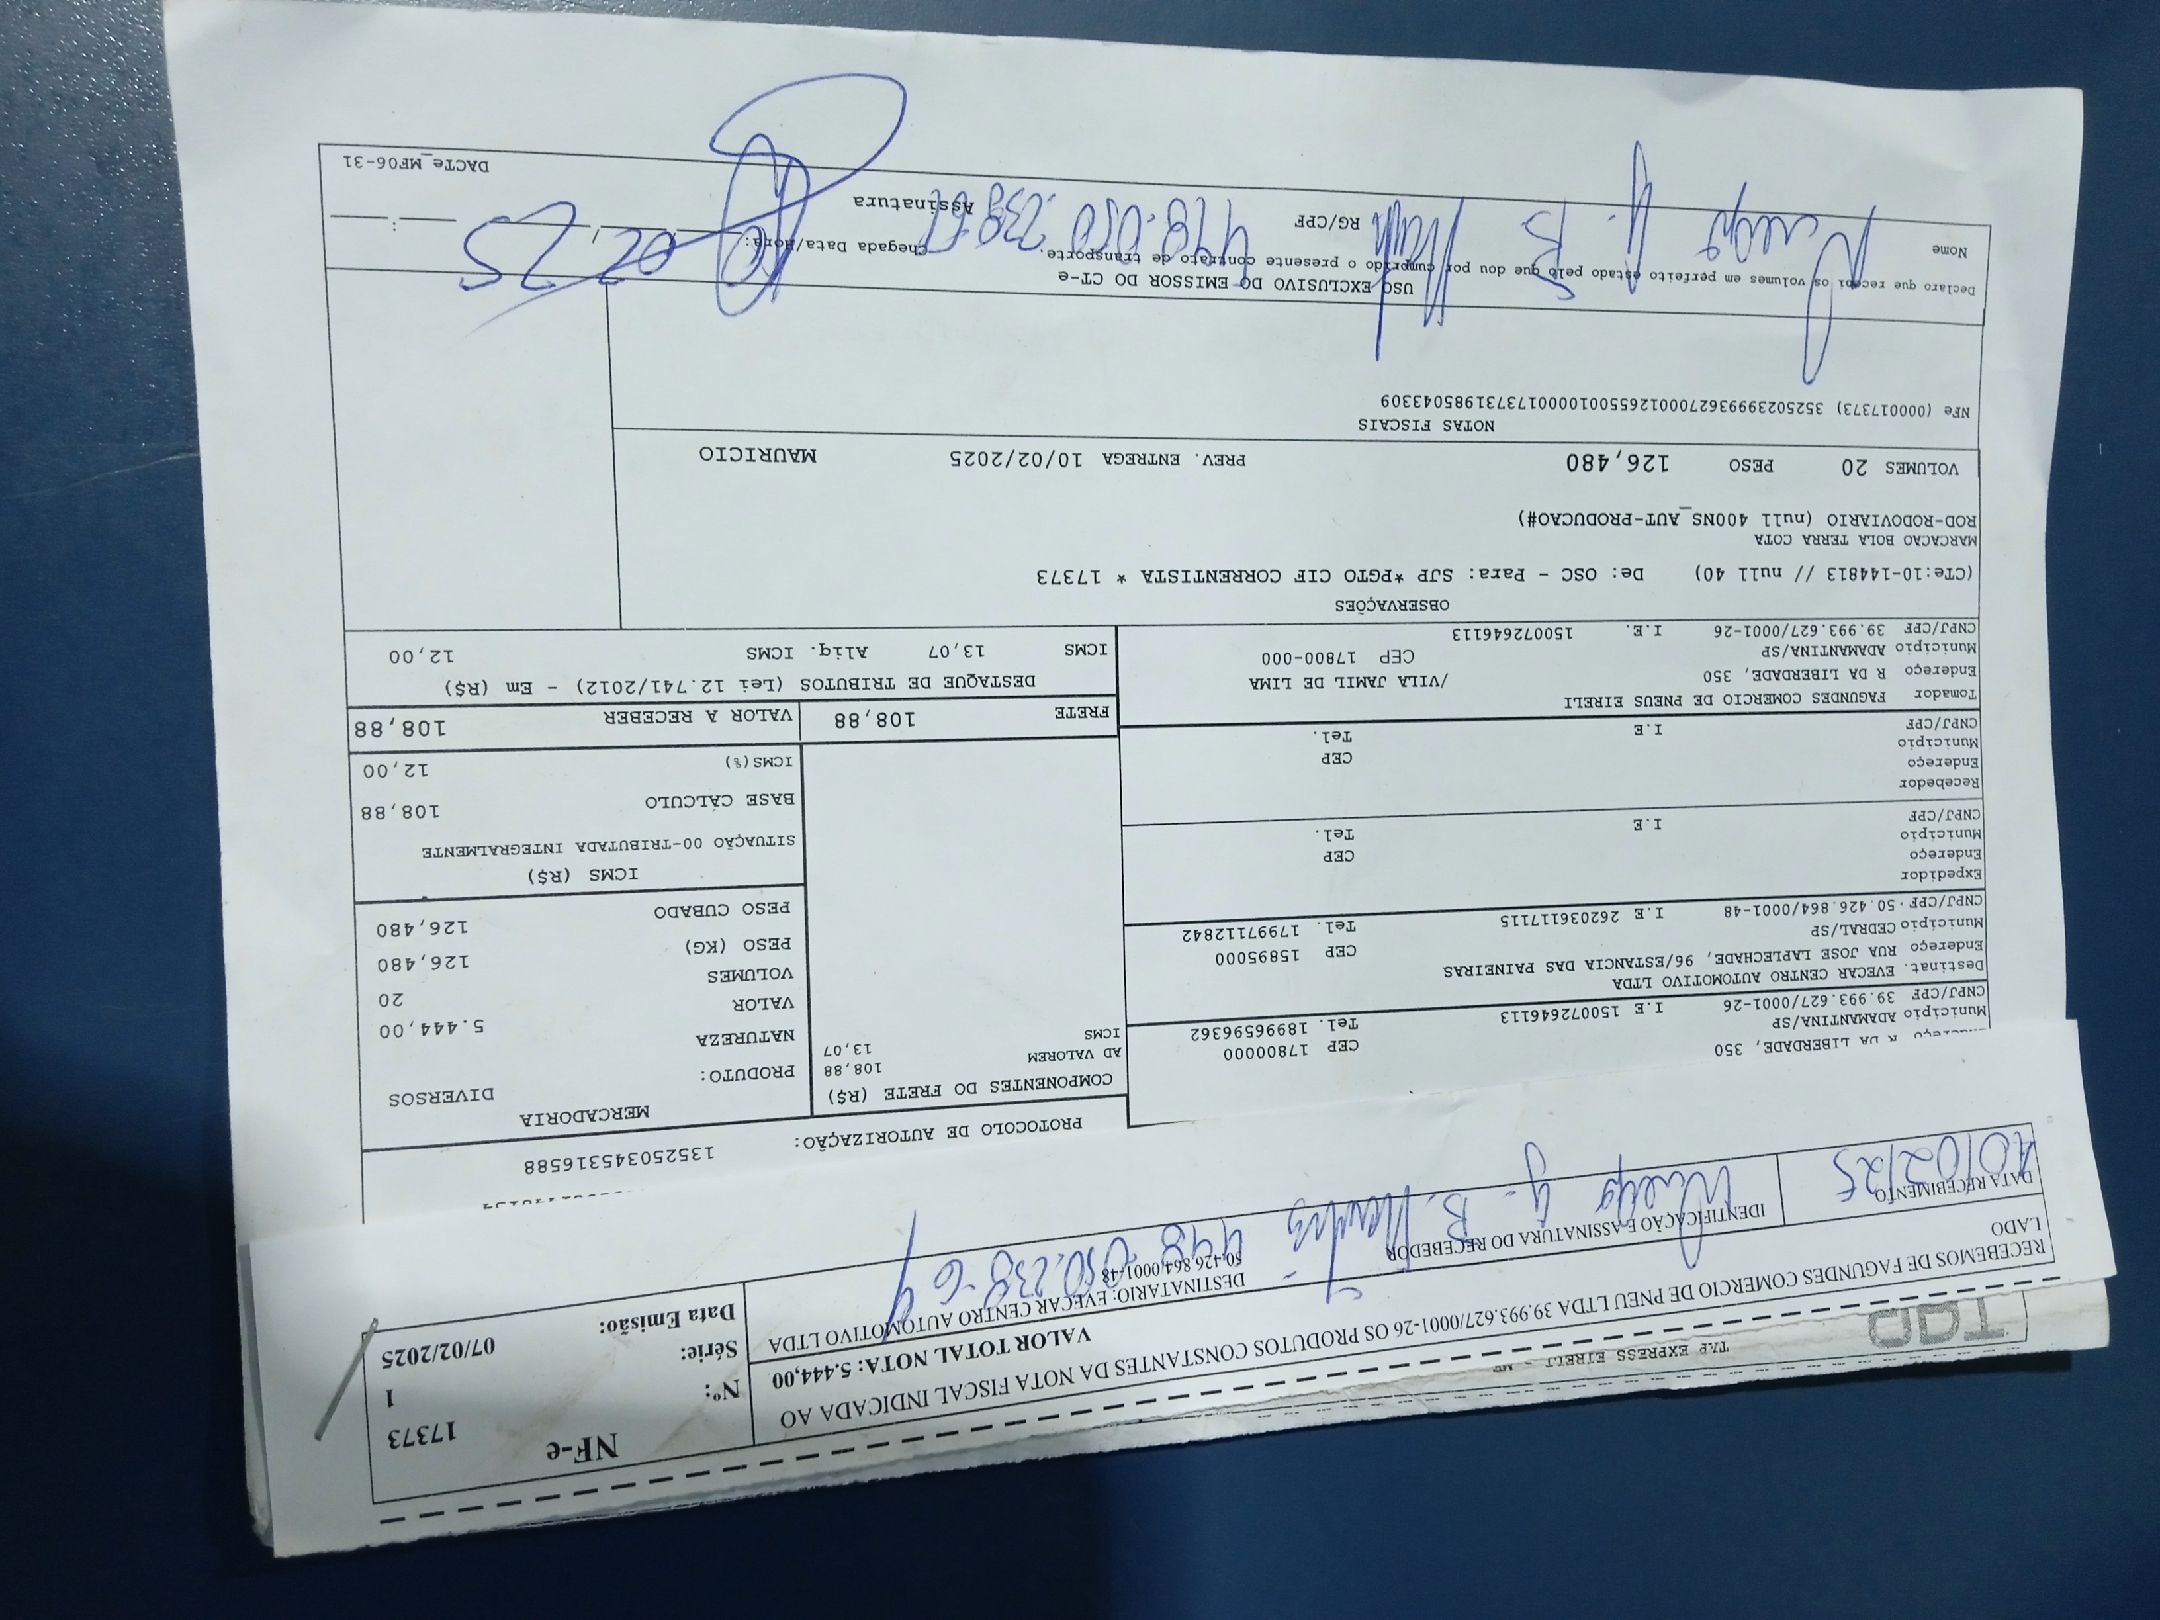 TAP EXPRESS EIRELI
RECEBEMOS DE FAGUNDES COMERCIO DE PNEU LTDA 39.993.627/0001-26 OS PRODUTOS CONSTANTES DA NOTA FISCAL INDICADA AO
LADO
VALOR TOTAL NOTA: 5.444,00
DESTINATARIO: EVECAR CENTRO AUTOMOTIVO LTDA
50.426.864/0001-48
DATA RECEBIMENTO
10/02/25
IDENTIFICAÇÃO E ASSINATURA DO RECEBEDOR
448.050.238-64
NF-e
Nº: 17373
Série: 1
Data Emissão: 07/02/2025
PROTOCOLO DE AUTORIZAÇÃO: 135250345316588
R DA LIBERDADE, 350
CEP 17800000
Município ADAMANTINA/SP
Tel. 18996596362
CNPJ/CPF 39.993.627/0001-26 I.E 150072646113
Destinat. EVECAR CENTRO AUTOMOTIVO LTDA
Endereço RUA JOSE LAPLECHADE, 96/ESTANCIA DAS PAINEIRAS
Município CEDRAL/SP CEP 15895000
CNPJ/CPF 50.426.864/0001-48 I.E 262036117115 Tel. 17997112842
Expedidor
Endereço
Município CEP
CNPJ/CPF I.E Tel.
Recebedor
Endereço
Município CEP
CNPJ/CPF I.E Tel.
Tomador FAGUNDES COMERCIO DE PNEUS EIRELI
Endereço R DA LIBERDADE, 350 /VILA JAMIL DE LIMA
Município ADAMANTINA/SP CEP 17800-000
CNPJ/CPF 39.993.627/0001-26 I.E. 150072646113
COMPONENTES DO FRETE (R$)
AD VALOREM 108,88
ICMS 13,07
MERCADORIA
PRODUTO: DIVERSOS
NATUREZA
VALOR 5.444,00
VOLUMES 20
PESO (KG) 126,480
PESO CUBADO 126,480
ICMS (R$)
SITUAÇÃO 00-TRIBUTADA INTEGRALMENTE
BASE CÁLCULO 108,88
ICMS(%) 12,00
FRETE 108,88 VALOR A RECEBER 108,88
DESTAQUE DE TRIBUTOS (Lei 12.741/2012) - Em (R$)
ICMS 13,07 Aliq. ICMS 12,00
OBSERVAÇÕES
(CTe:10-144813 // null 40) De: OSC - Para: SJP *PGTO CIF CORRENTISTA * 17373
MARCACAO BOLA TERRA COTA
ROD-RODOVIARIO (null 400NS_AUT-PRODUCAO#)
VOLUMES 20 PESO 126,480 PREV. ENTREGA 10/02/2025 MAURICIO
NOTAS FISCAIS
NFe (00017373) 35250239993627000126550010000173731985043309
USO EXCLUSIVO DO EMISSOR DO CT-e
Declaro que recebi os volumes em perfeito estado pelo que dou por cumprido o presente contrato de transporte.
Chegada Data/Hora:
Nome
RG/CPF
Assinatura
DACTe_MF06-31